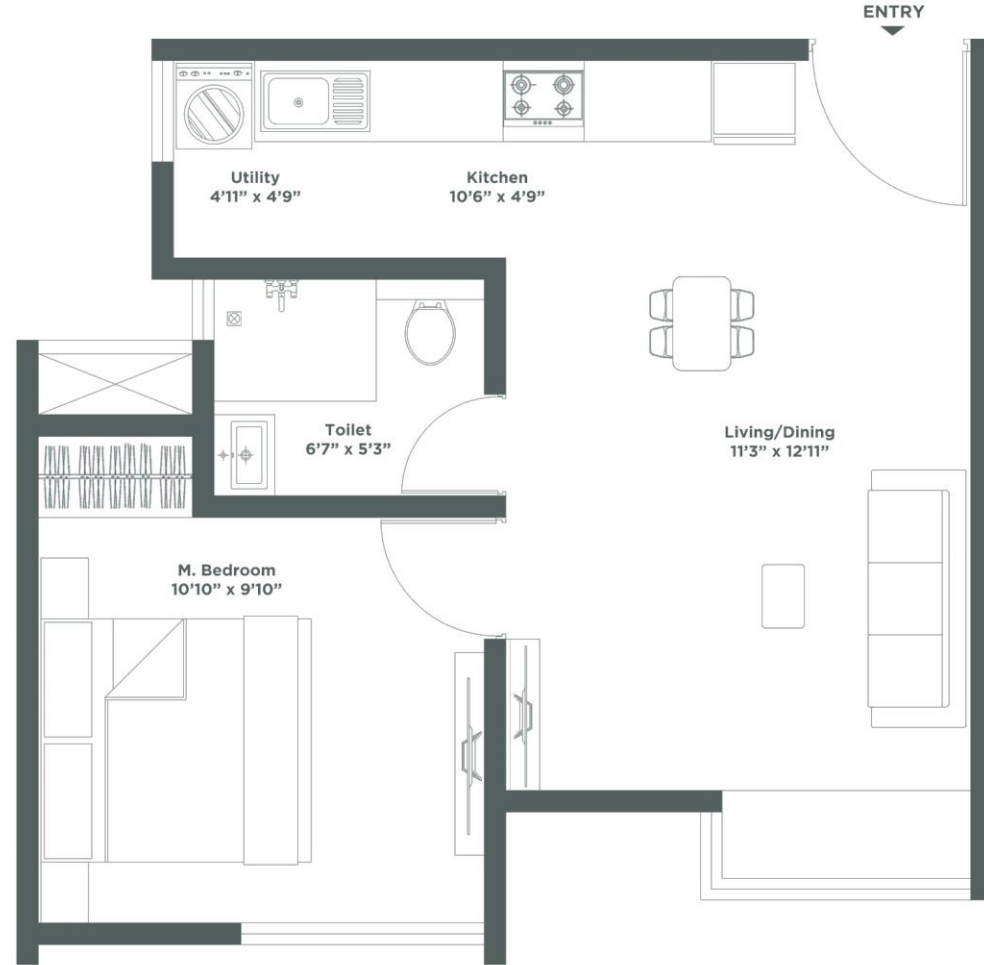 ENTRY
Utility
4’11” x 4’9”
Kitchen
10’6” x 4’9”
Toilet
6’7” x 5’3”
Living/Dining
11’3” x 12’11”
M. Bedroom
10’10” x 9’10”